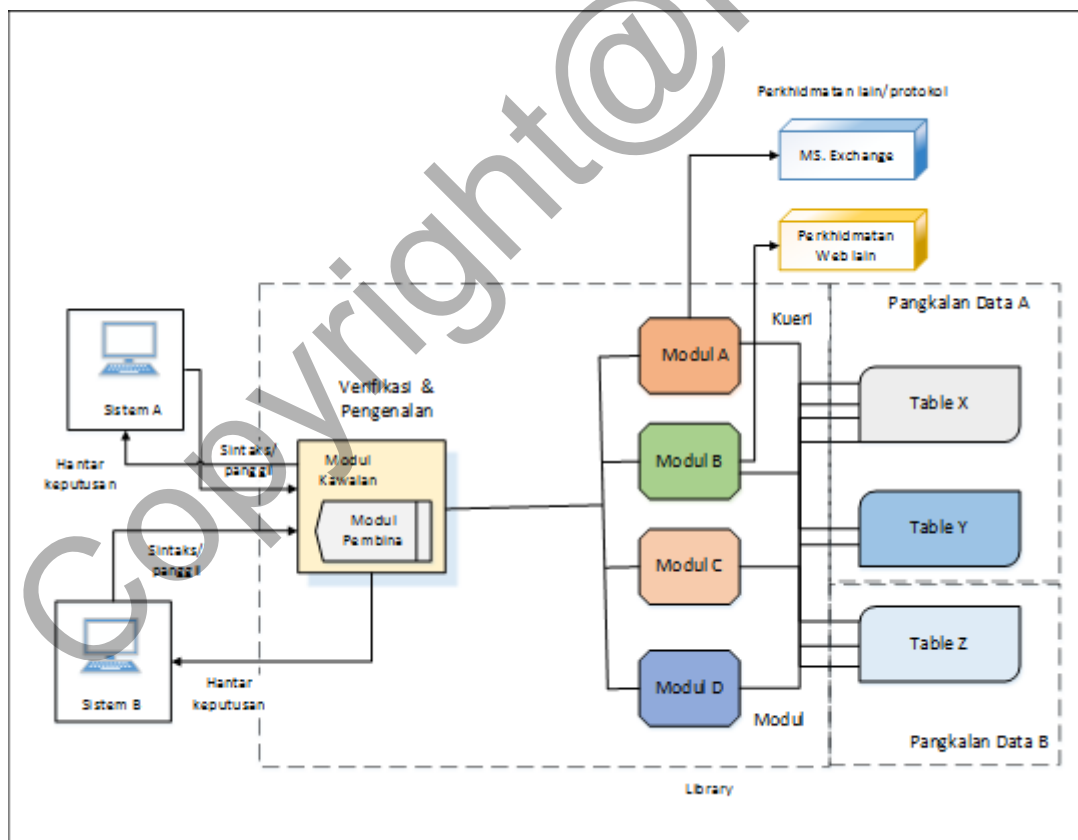 Copyright@
Perkhidmatan lain/protokol
MS. Exchange
Perkhidmatan
Web lain
Pangkalan Data A
Kueri
Modul A
Table X
Sistem A
Verifikasi &
Pengenalan
Sintaks/
panggil
Hantar
keputusan
Modul
Kawalan
Modul B
Modul
Pembina
Table Y
Sintaks/
panggil
Modul C
Table Z
Sistem B
Hantar
keputusan
Modul D
Modul
Pangkalan Data B
Library